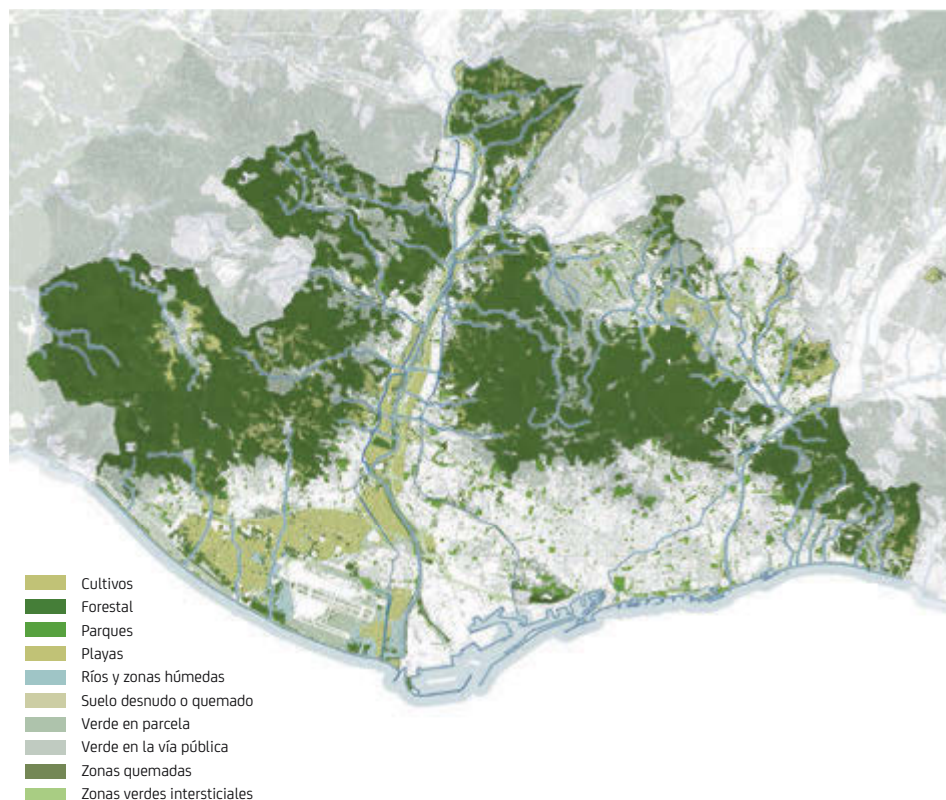 Cultivos
Forestal
Parques
Playas
Ríos y zonas húmedas
Suelo desnudo o quemado
Verde en parcela
Verde en la vía pública
Zonas quemadas
Zonas verdes intersticiales